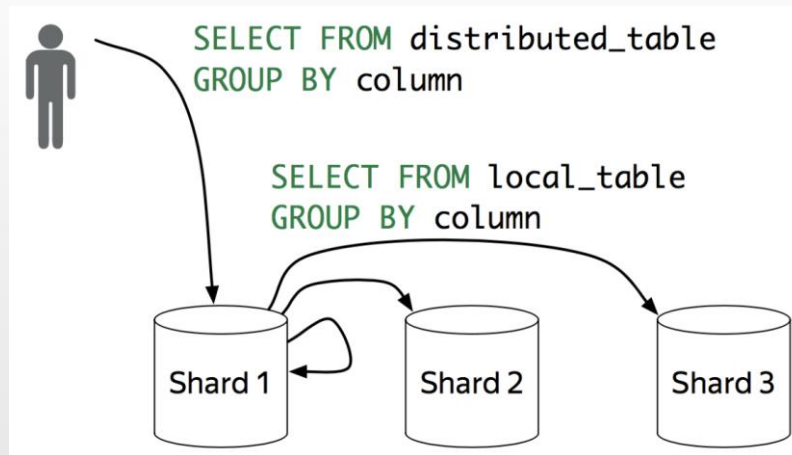 SELECT FROM distributed_table
GROUP BY column
SELECT FROM local_table
GROUP BY column
Shard 1
Shard 2
Shard 3